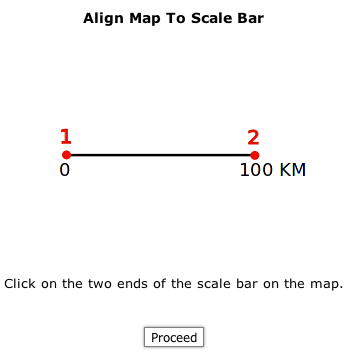 Align Map To Scale Bar
1 2
0 100 KM
Click on the two ends of the scale bar on the map.
Proceed